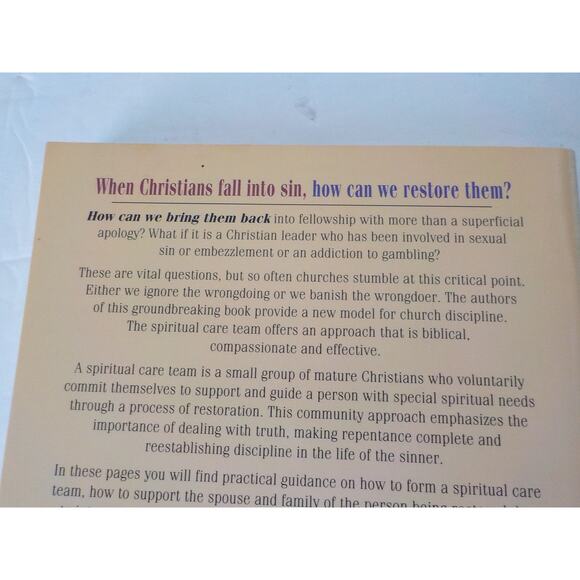 When Christians fall into sin, how can we restore them?
How can we bring them back into fellowship with more than a superficial
apology? What if it is a Christian leader who has been involved in sexual
sin or embezzlement or an addiction to gambling?
These are vital questions, but so often churches stumble at this critical point.
Either we ignore the wrongdoing or we banish the wrongdoer. The authors
of this groundbreaking book provide a new model for church discipline.
The spiritual care team offers an approach that is biblical,
compassionate and effective.
A spiritual care team is a small group of mature Christians who voluntarily
commit themselves to support and guide a person with special spiritual needs
through a process of restoration. This community approach emphasizes the
importance of dealing with truth, making repentance complete and
reestablishing discipline in the life of the sinner.
In these pages you will find practical guidance on how to form a spiritual care
team, how to support the spouse and family of the person being